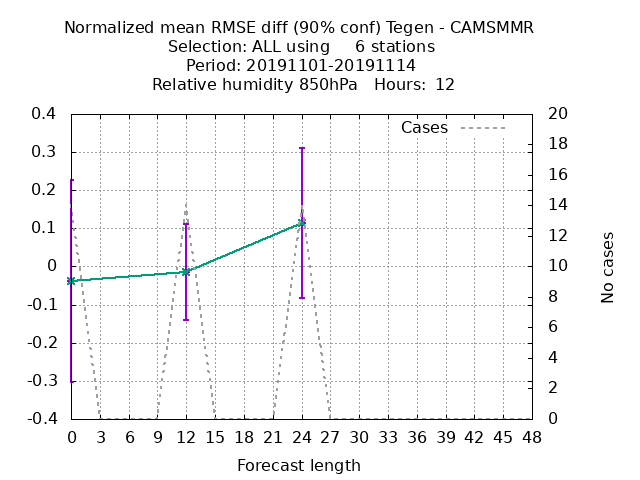 Normalized mean RMSE diff (90% conf) Tegen - CAMSMMR
Selection: ALL using     6 stations
Period: 20191101-20191114
Relative humidity 850hPa   Hours:  12
0.4
0.3
0.2
0.1
0
-0.1
-0.2
-0.3
-0.4
Cases
20
18
16
14
12
10
8
6
4
2
0
No cases
0 3 6 9 12 15 18 21 24 27 30 33 36 39 42 45 48
Forecast length